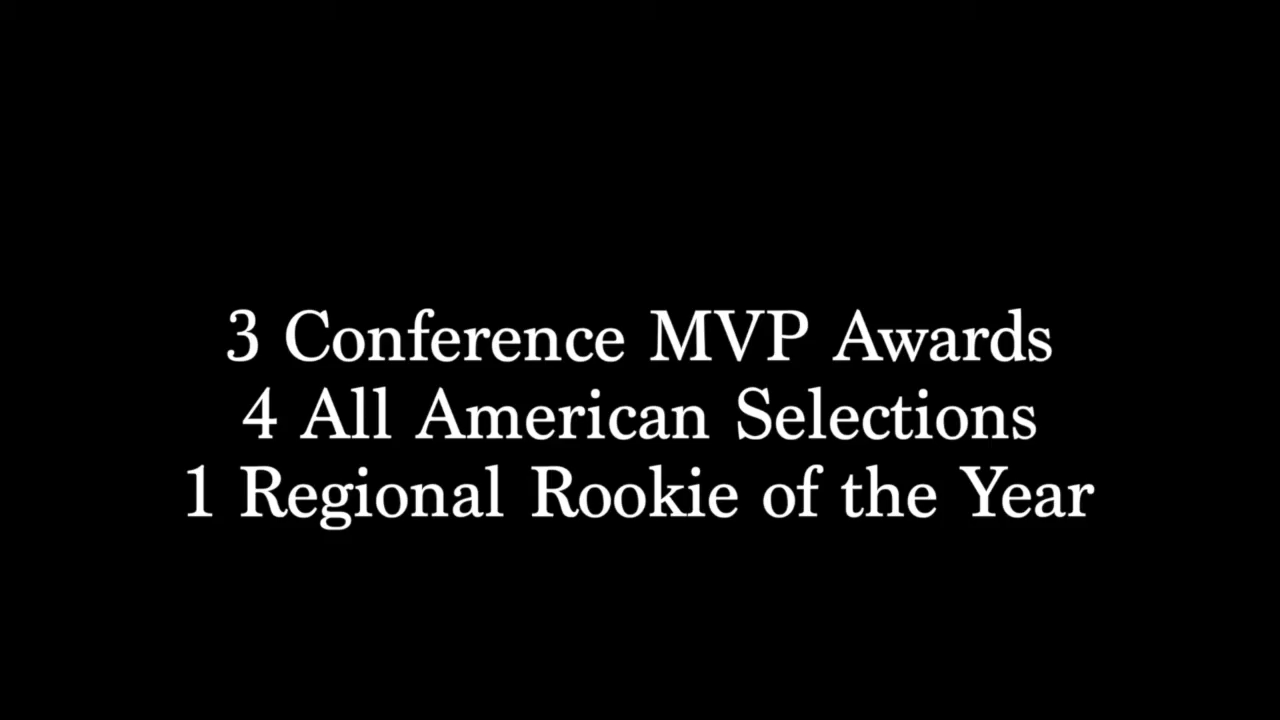 3 Conference MVP Awards
4 All American Selections
1 Regional Rookie of the Year